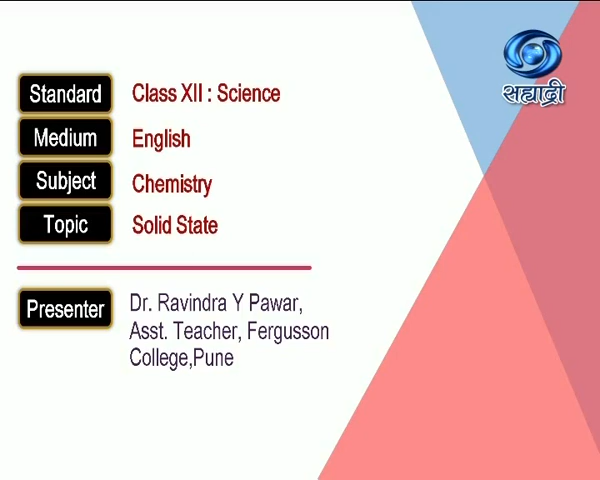 सह्याद्री
Standard Class XII : Science
Medium English
Subject Chemistry
Topic Solid State
Presenter Dr. Ravindra Y Pawar,
Asst. Teacher, Fergusson
College,Pune